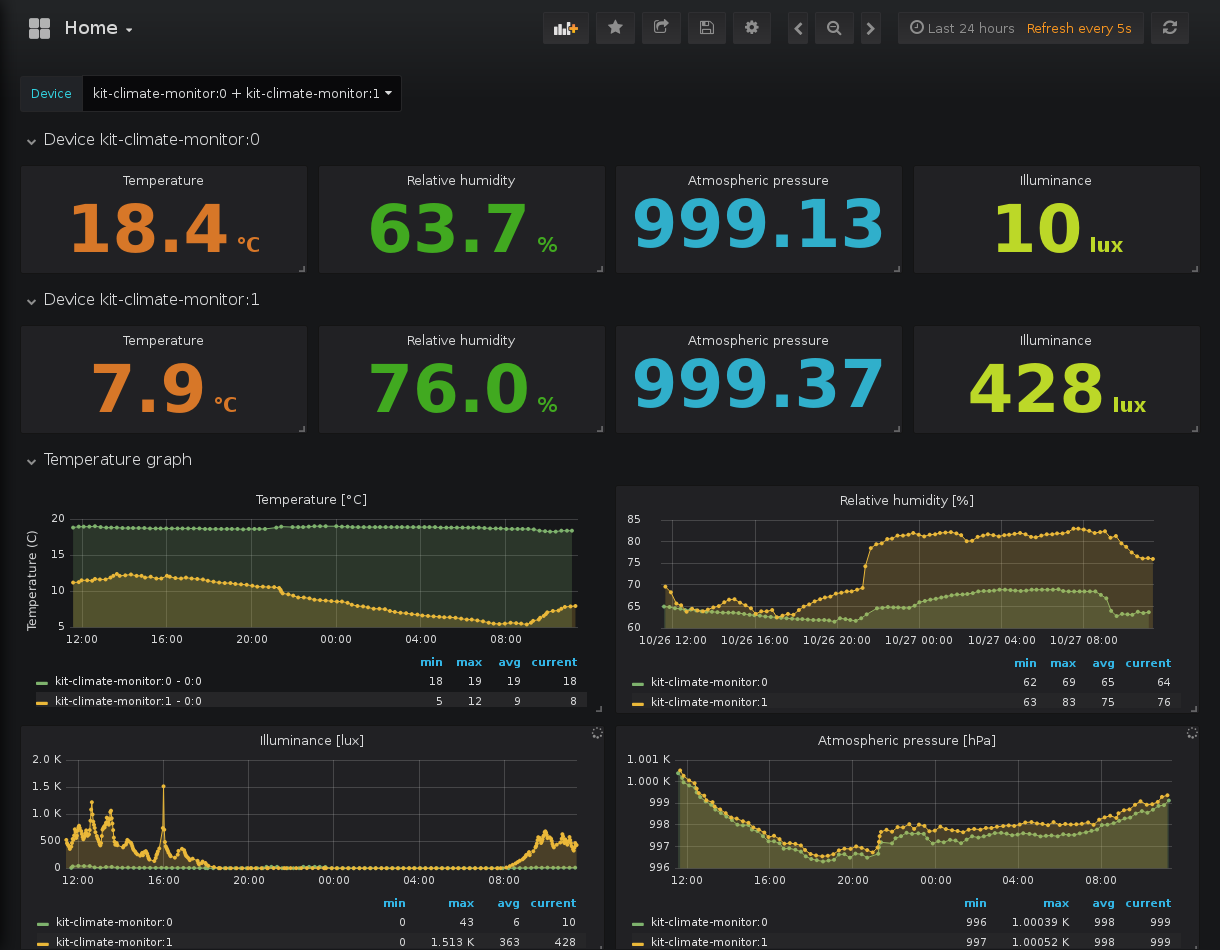 Home
Last 24 hours Refresh every 5s
Device kit-climate-monitor:0 + kit-climate-monitor:1
Device kit-climate-monitor:0
Temperature Relative humidity Atmospheric pressure Illuminance
18.4 °C 63.7 % 999.13 10 lux
Device kit-climate-monitor:1
Temperature Relative humidity Atmospheric pressure Illuminance
7.9 °C 76.0 % 999.37 428 lux
Temperature graph
Temperature [°C]
Temperature (C)
20
15
10
5
12:00 16:00 20:00 00:00 04:00 08:00
min max avg current
kit-climate-monitor:0 - 0:0 18 19 19 18
kit-climate-monitor:1 - 0:0 5 12 9 8
Relative humidity [%]
85
80
75
70
65
60
10/26 12:00 10/26 16:00 10/26 20:00 10/27 00:00 10/27 04:00 10/27 08:00
min max avg current
kit-climate-monitor:0 62 69 65 64
kit-climate-monitor:1 63 83 75 76
Illuminance [lux]
2.0 K
1.5 K
1.0 K
500
0
12:00 16:00 20:00 00:00 04:00 08:00
min max avg current
kit-climate-monitor:0 0 43 6 10
kit-climate-monitor:1 0 1.513 K 363 428
Atmospheric pressure [hPa]
1.001 K
1.000 K
999
998
997
996
12:00 16:00 20:00 00:00 04:00 08:00
min max avg current
kit-climate-monitor:0 996 1.00039 K 998 999
kit-climate-monitor:1 997 1.00052 K 998 999